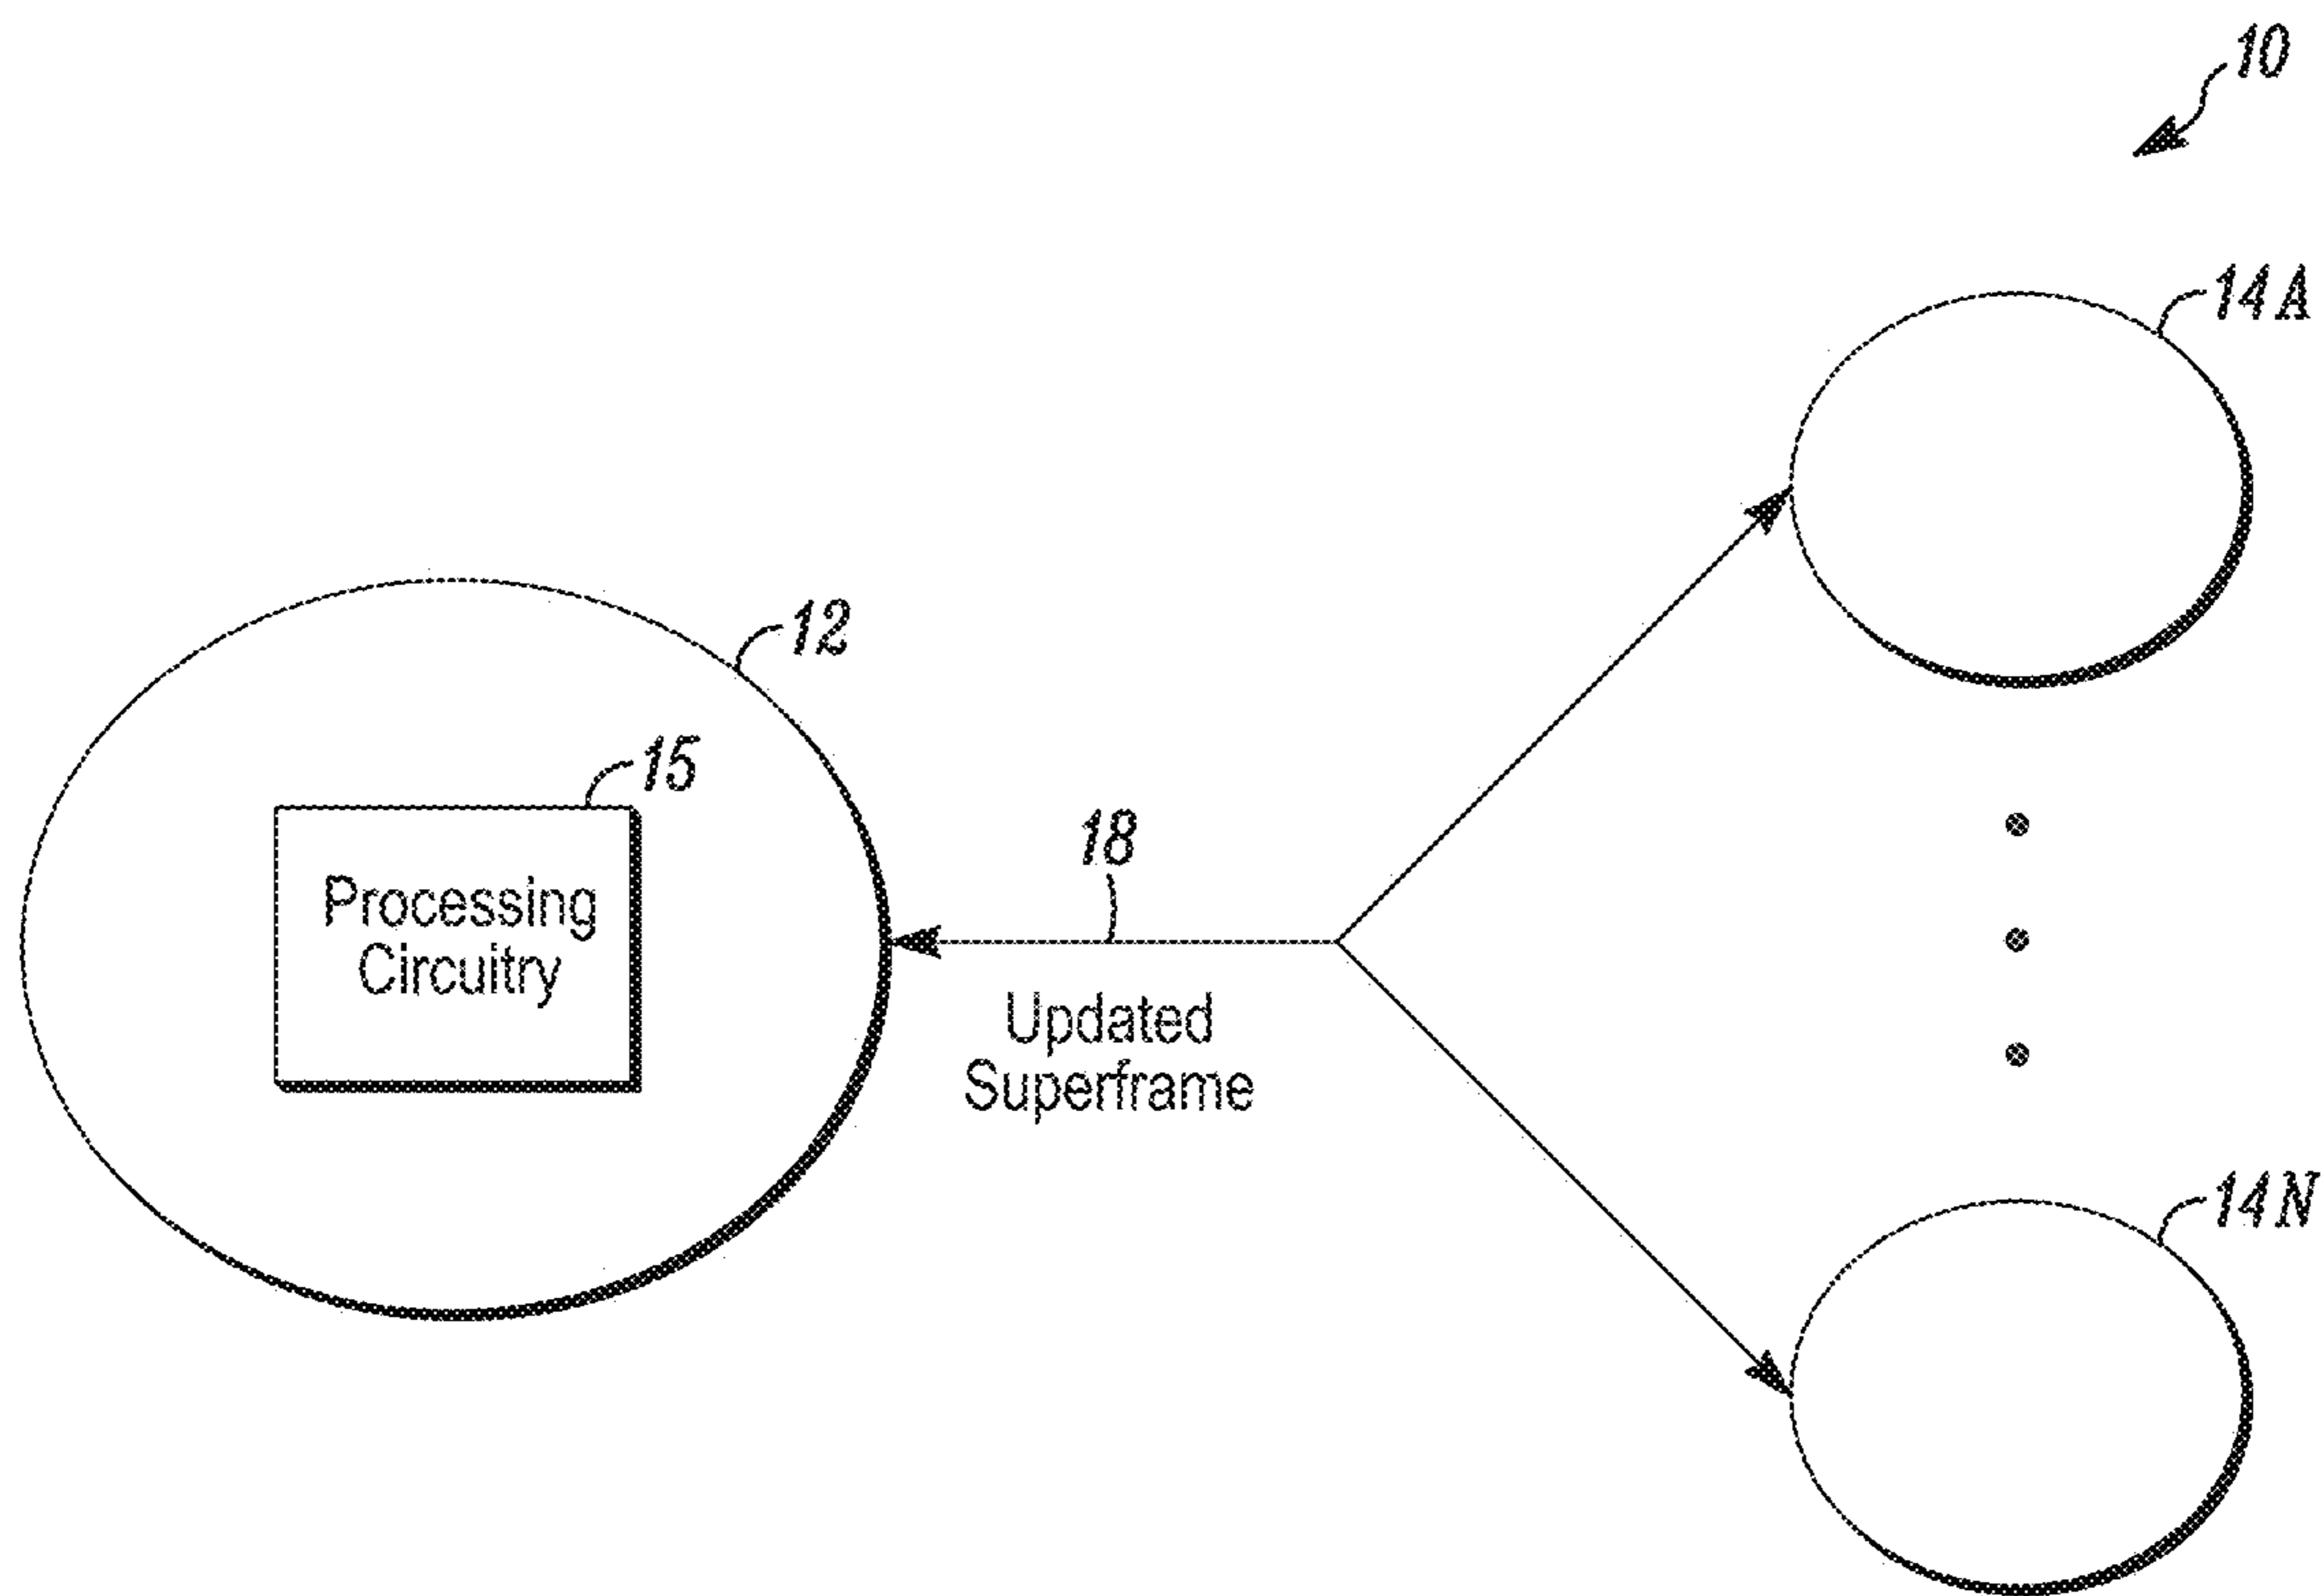 10
14A
12
15
Processing
Circuitry
18
Updated
Superframe
14N